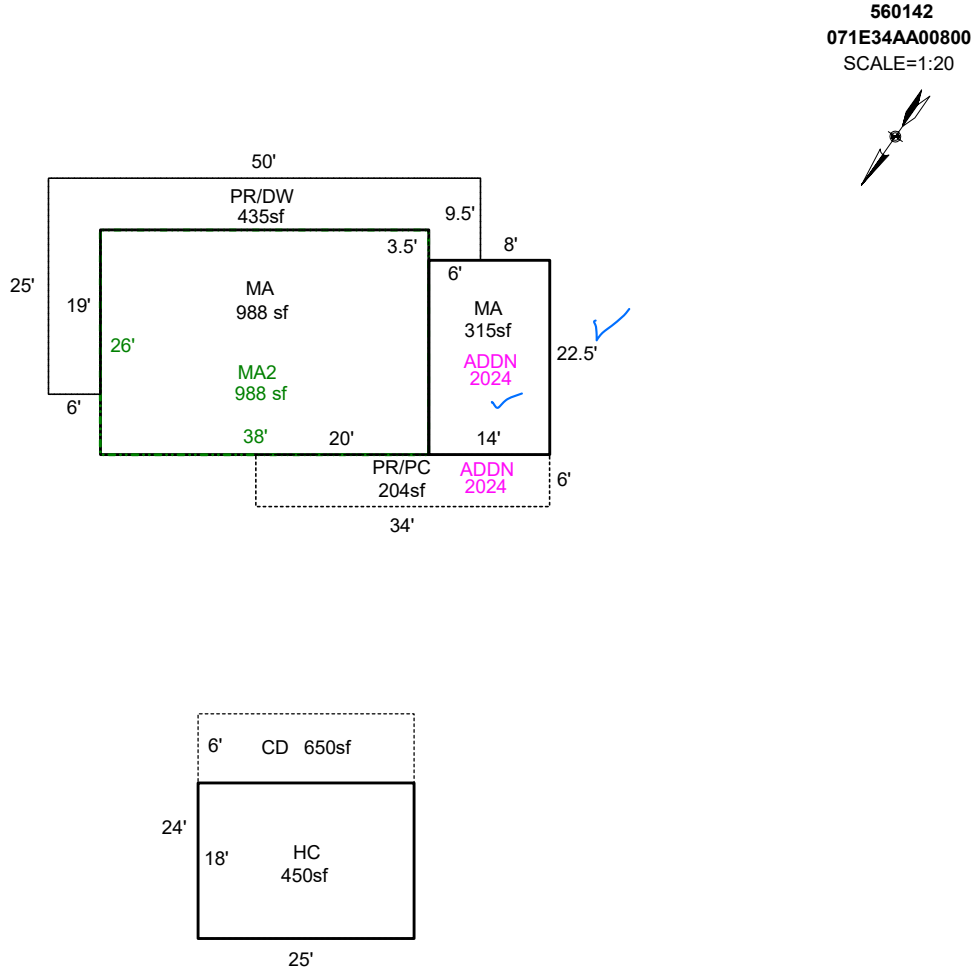 560142
071E34AA00800
SCALE=1:20
50'
PR/DW
435sf
9.5'
3.5'
8'
25'
19'
6'
MA
988 sf
MA
315sf
26'
22.5'
ADDN
2024
MA2
988 sf
6'
38'
20'
14'
PR/PC
204sf
ADDN
2024
6'
34'
6'
CD 650sf
24'
18'
HC
450sf
25'